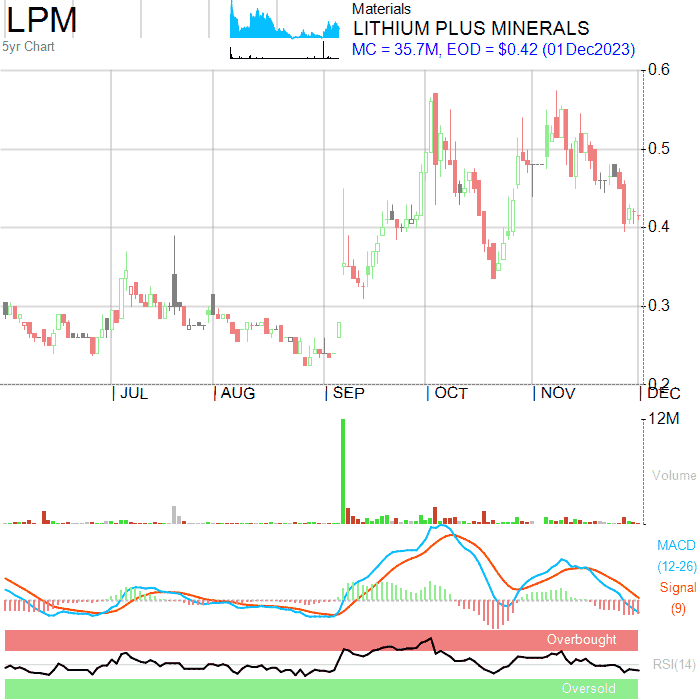 LPM
5yr Chart
Materials
LITHIUM PLUS MINERALS
MC = 35.7M, EOD = $0.42 (01Dec2023)
0.6
0.5
0.4
0.3
0.2
JUL AUG SEP OCT NOV DEC
12M
Volume
MACD
(12-26)
Signal
(9)
Overbought
RSI(14)
Oversold